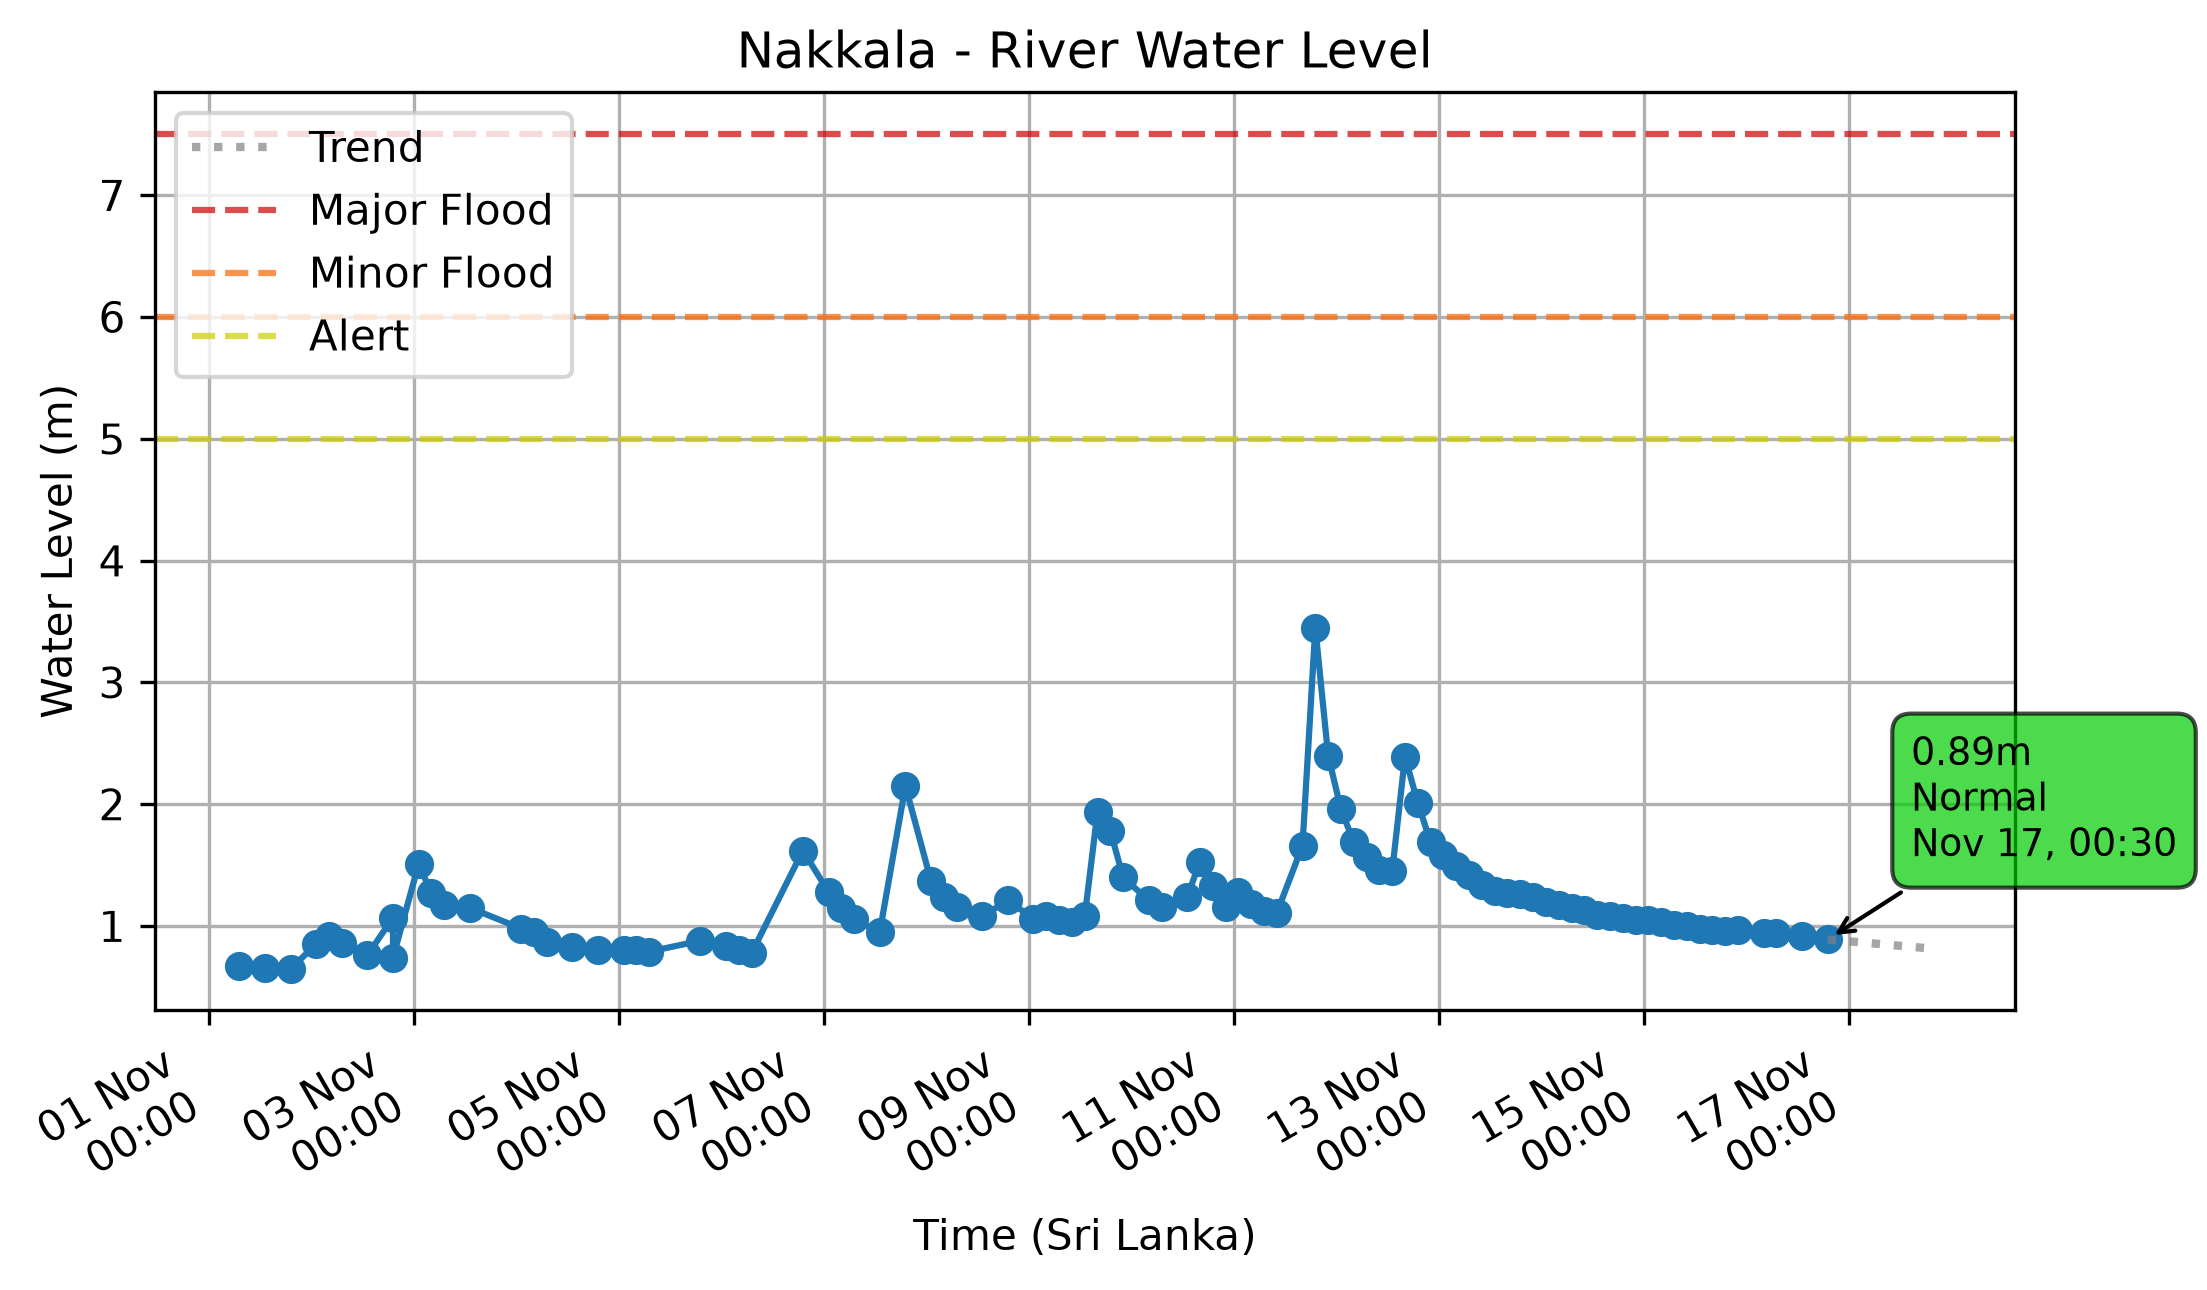 Nakkala - River Water Level
Trend
Major Flood
Minor Flood
Alert
Water Level (m)
7
6
5
4
3
2
1
0.89m
Normal
Nov 17, 00:30
01 Nov
00:00
03 Nov
00:00
05 Nov
00:00
07 Nov
00:00
09 Nov
00:00
11 Nov
00:00
13 Nov
00:00
15 Nov
00:00
17 Nov
00:00
Time (Sri Lanka)